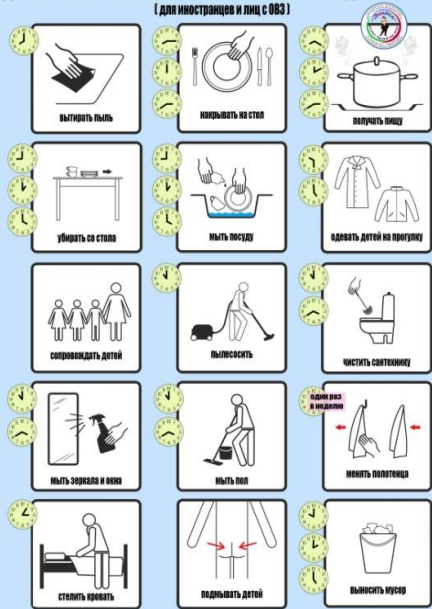 ( для иностранцев и лиц с ОВЗ )
вытирать пыль
накрывать на стол
получать пищу
убирать со стола
мыть посуду
одевать детей на прогулку
сопровождать детей
пылесосить
чистить сантехнику
мыть зеркала и окна
мыть пол
один раз
в неделю
менять полотенца
стелить кровать
подмывать детей
выносить мусор